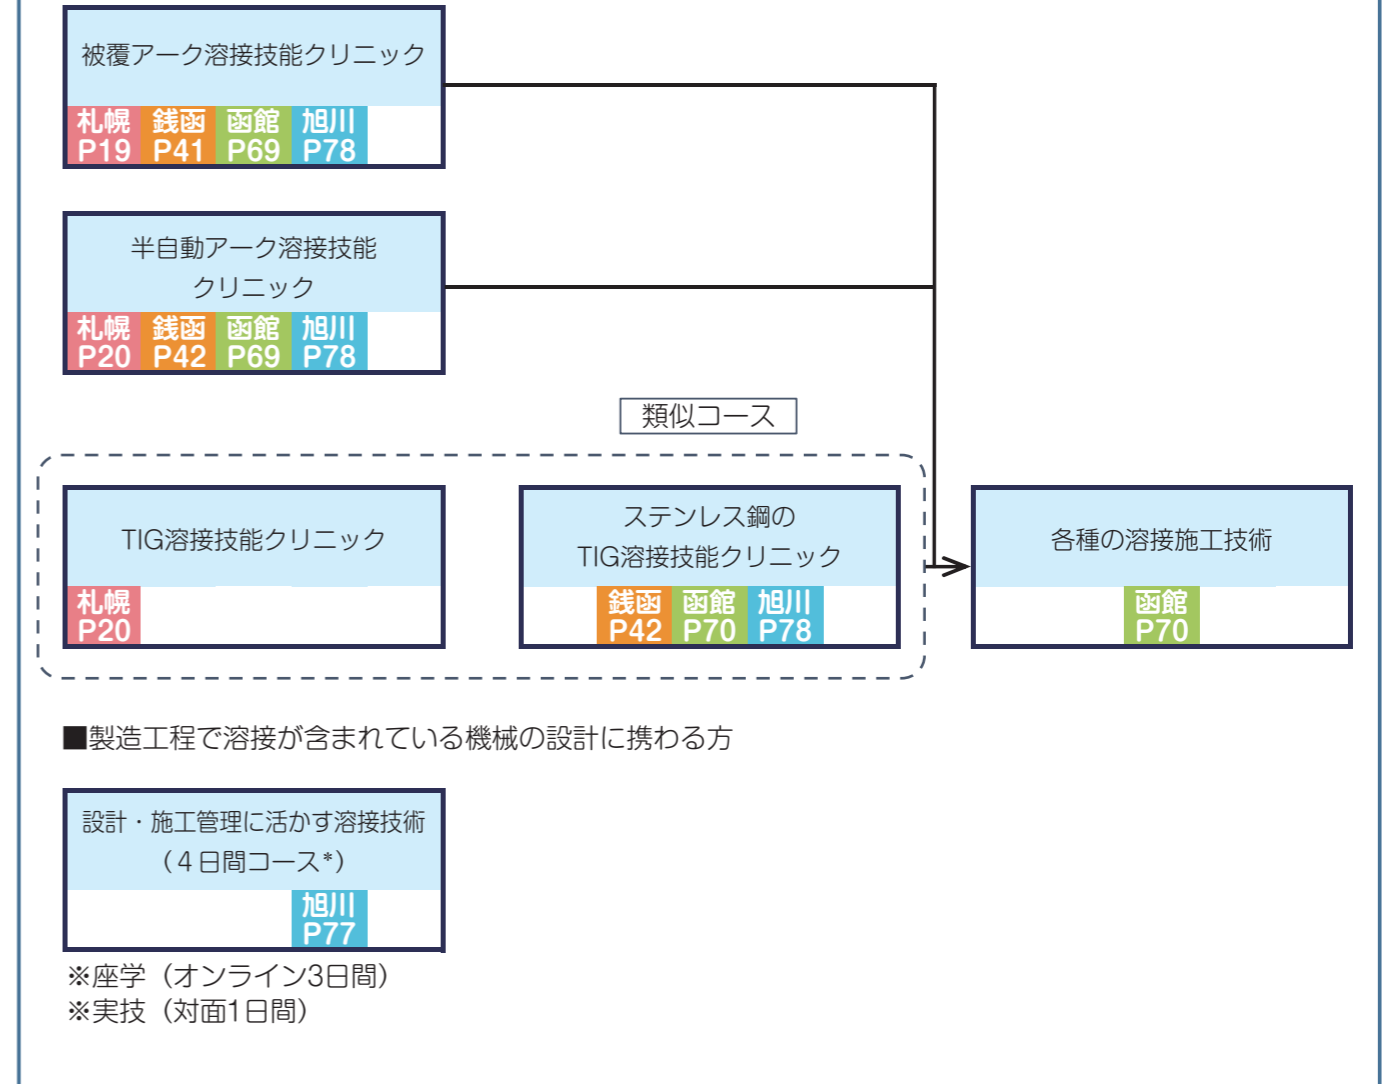 被覆アーク溶接技能クリニック
札幌 銭函 函館 旭川
P19 P41 P69 P78
半自動アーク溶接技能
クリニック
札幌 銭函 函館 旭川
P20 P42 P69 P78
類似コース
TIG溶接技能クリニック
札幌
P20
ステンレス鋼の
TIG溶接技能クリニック
銭函 函館 旭川
P42 P70 P78
各種の溶接施工技術
函館
P70
■製造工程で溶接が含まれている機械の設計に携わる方
設計・施工管理に活かす溶接技術
（４日間コース*）
旭川
P77
※座学（オンライン3日間）
※実技（対面1日間）